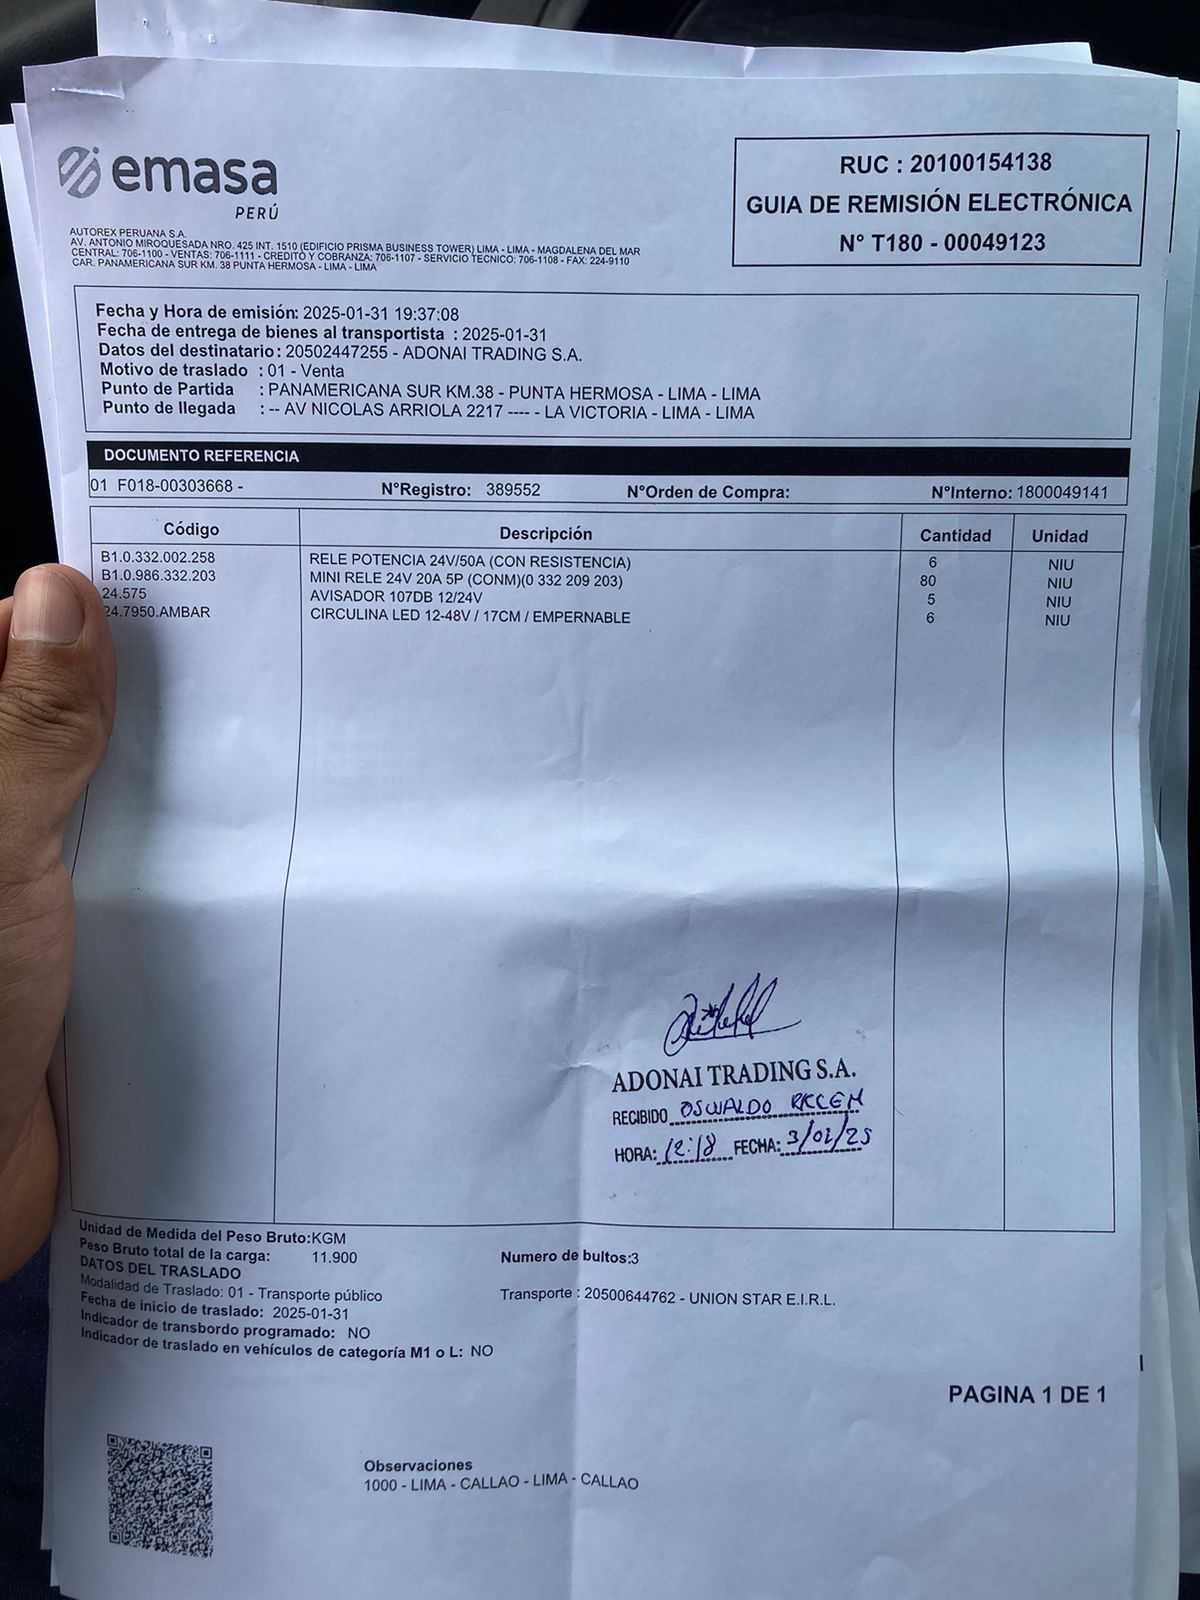 emasa
PERÚ
AUTOREX PERUANA S.A.
AV. ANTONIO MIROQUESADA NRO. 425 INT. 1510 (EDIFICIO PRISMA BUSINESS TOWER) LIMA - LIMA - MAGDALENA DEL MAR
CENTRAL: 706-1100 - VENTAS: 706-1111 - CREDITO Y COBRANZA: 706-1107 - SERVICIO TECNICO: 706-1108 - FAX: 224-9110
CAR. PANAMERICANA SUR KM. 38 PUNTA HERMOSA - LIMA - LIMA
RUC : 20100154138
GUIA DE REMISIÓN ELECTRÓNICA
N° T180 - 00049123
Fecha y Hora de emisión: 2025-01-31 19:37:08
Fecha de entrega de bienes al transportista : 2025-01-31
Datos del destinatario : 20502447255 - ADONAI TRADING S.A.
Motivo de traslado : 01 - Venta
Punto de Partida : PANAMERICANA SUR KM.38 - PUNTA HERMOSA - LIMA - LIMA
Punto de llegada : -- AV NICOLAS ARRIOLA 2217 ---- - LA VICTORIA - LIMA - LIMA
DOCUMENTO REFERENCIA
01 F018-00303668 - N°Registro: 389552 N°Orden de Compra: N°Interno: 1800049141
Código Descripción Cantidad Unidad
B1.0.332.002.258 RELE POTENCIA 24V/50A (CON RESISTENCIA) 6 NIU
B1.0.986.332.203 MINI RELE 24V 20A 5P (CONM)(0 332 209 203) 80 NIU
24.575 AVISADOR 107DB 12/24V 5 NIU
24.7950.AMBAR CIRCULINA LED 12-48V / 17CM / EMPERNABLE 6 NIU
ADONAI TRADING S.A.
RECIBIDO OSWALDO
HORA: 12:18 FECHA: 3/02/25
Unidad de Medida del Peso Bruto:KGM
Peso Bruto total de la carga: 11.900 Numero de bultos:3
DATOS DEL TRASLADO
Modalidad de Traslado: 01 - Transporte público Transporte : 20500644762 - UNION STAR E.I.R.L.
Fecha de inicio de traslado: 2025-01-31
Indicador de transbordo programado: NO
Indicador de traslado en vehículos de categoría M1 o L: NO
PAGINA 1 DE 1
Observaciones
1000 - LIMA - CALLAO - LIMA - CALLAO